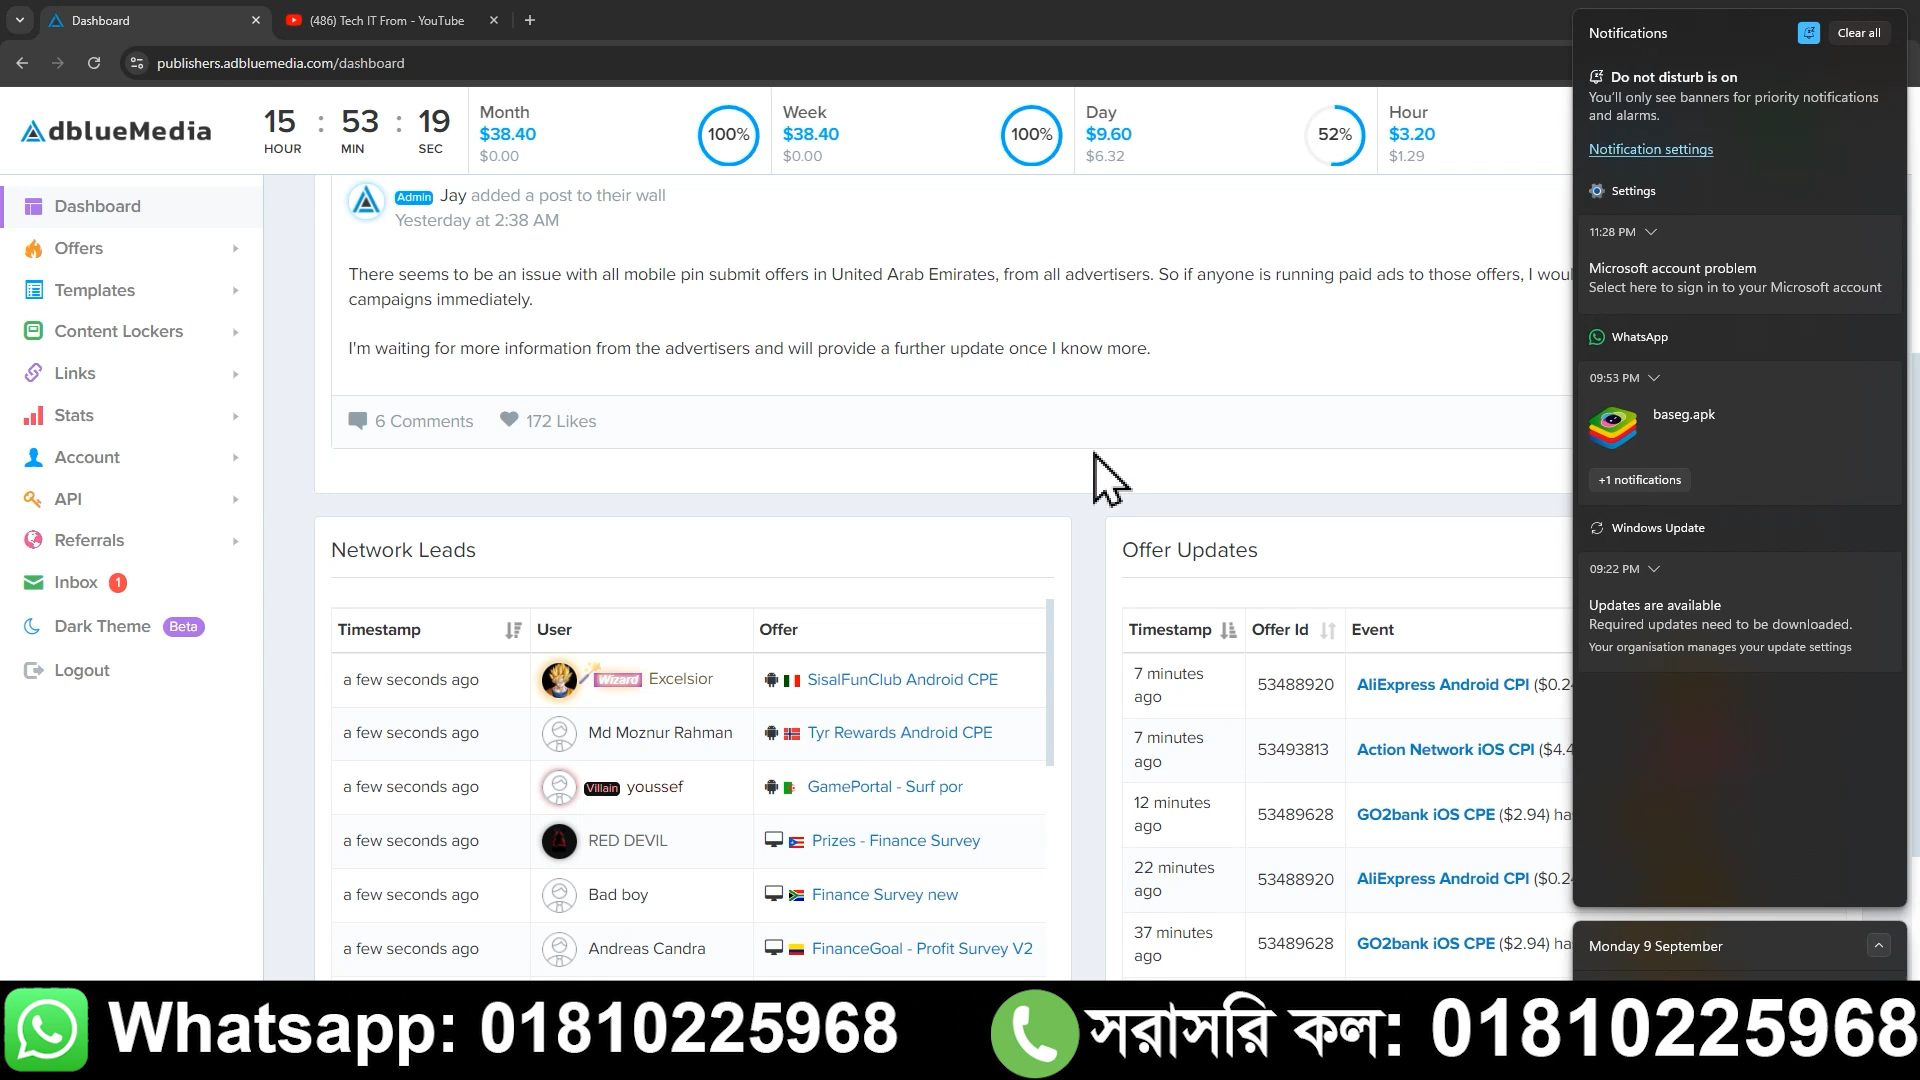 Dashboard
(486) Tech IT From - YouTube
publishers.adbluemedia.com/dashboard
dblueMedia
15 : 53 : 19
HOUR MIN SEC
Month
$38.40
$0.00
100%
Week
$38.40
$0.00
100%
Day
$9.60
$6.32
52%
Hour
$3.20
$1.29
Dashboard
Offers
Templates
Content Lockers
Links
Stats
Account
API
Referrals
Inbox 1
Dark Theme Beta
Logout
Admin Jay added a post to their wall
Yesterday at 2:38 AM
There seems to be an issue with all mobile pin submit offers in United Arab Emirates, from all advertisers. So if anyone is running paid ads to those offers, I woul
campaigns immediately.
I'm waiting for more information from the advertisers and will provide a further update once I know more.
6 Comments 172 Likes
Network Leads
Timestamp User Offer
a few seconds ago Wizard Excelsior SisalFunClub Android CPE
a few seconds ago Md Moznur Rahman Tyr Rewards Android CPE
a few seconds ago Villain youssef GamePortal - Surf por
a few seconds ago RED DEVIL Prizes - Finance Survey
a few seconds ago Bad boy Finance Survey new
a few seconds ago Andreas Candra FinanceGoal - Profit Survey V2
Offer Updates
Timestamp Offer Id Event
7 minutes
ago
53488920 AliExpress Android CPI ($0.2
7 minutes
ago
53493813 Action Network iOS CPI ($4.4
12 minutes
ago
53489628 GO2bank iOS CPE ($2.94) ha
22 minutes
ago
53488920 AliExpress Android CPI ($0.2
37 minutes
ago
53489628 GO2bank iOS CPE ($2.94) ha
Notifications
Clear all
Do not disturb is on
You'll only see banners for priority notifications
and alarms.
Notification settings
Settings
11:28 PM
Microsoft account problem
Select here to sign in to your Microsoft account
WhatsApp
09:53 PM
baseg.apk
+1 notifications
Windows Update
09:22 PM
Updates are available
Required updates need to be downloaded.
Your organisation manages your update settings
Monday 9 September
Whatsapp: 01810225968
সরাসরি কল: 01810225968